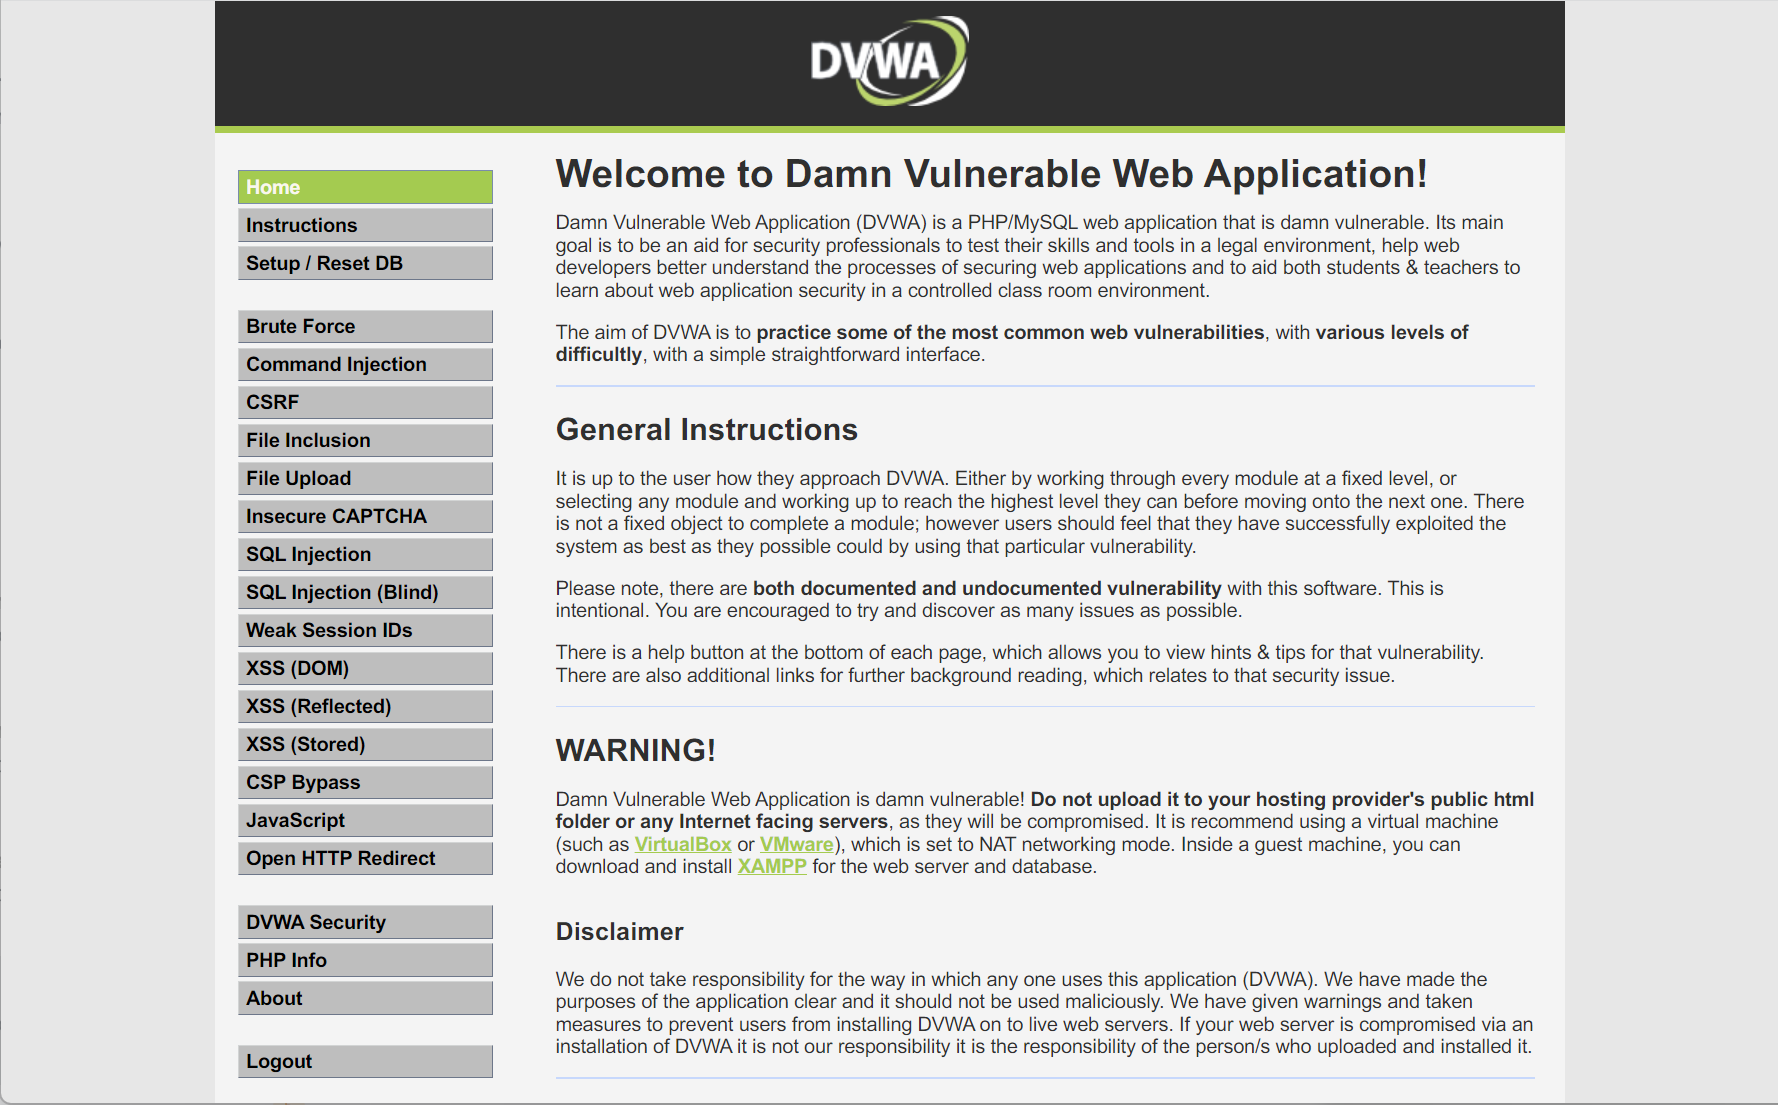 DVWA
Home
Instructions
Setup / Reset DB
Brute Force
Command Injection
CSRF
File Inclusion
File Upload
Insecure CAPTCHA
SQL Injection
SQL Injection (Blind)
Weak Session IDs
XSS (DOM)
XSS (Reflected)
XSS (Stored)
CSP Bypass
JavaScript
Open HTTP Redirect
DVWA Security
PHP Info
About
Logout
Welcome to Damn Vulnerable Web Application!
Damn Vulnerable Web Application (DVWA) is a PHP/MySQL web application that is damn vulnerable. Its main
goal is to be an aid for security professionals to test their skills and tools in a legal environment, help web
developers better understand the processes of securing web applications and to aid both students & teachers to
learn about web application security in a controlled class room environment.
The aim of DVWA is to practice some of the most common web vulnerabilities, with various levels of
difficultly, with a simple straightforward interface.
General Instructions
It is up to the user how they approach DVWA. Either by working through every module at a fixed level, or
selecting any module and working up to reach the highest level they can before moving onto the next one. There
is not a fixed object to complete a module; however users should feel that they have successfully exploited the
system as best as they possible could by using that particular vulnerability.
Please note, there are both documented and undocumented vulnerability with this software. This is
intentional. You are encouraged to try and discover as many issues as possible.
There is a help button at the bottom of each page, which allows you to view hints & tips for that vulnerability.
There are also additional links for further background reading, which relates to that security issue.
WARNING!
Damn Vulnerable Web Application is damn vulnerable! Do not upload it to your hosting provider's public html
folder or any Internet facing servers, as they will be compromised. It is recommend using a virtual machine
(such as VirtualBox or VMware), which is set to NAT networking mode. Inside a guest machine, you can
download and install XAMPP for the web server and database.
Disclaimer
We do not take responsibility for the way in which any one uses this application (DVWA). We have made the
purposes of the application clear and it should not be used maliciously. We have given warnings and taken
measures to prevent users from installing DVWA on to live web servers. If your web server is compromised via an
installation of DVWA it is not our responsibility it is the responsibility of the person/s who uploaded and installed it.